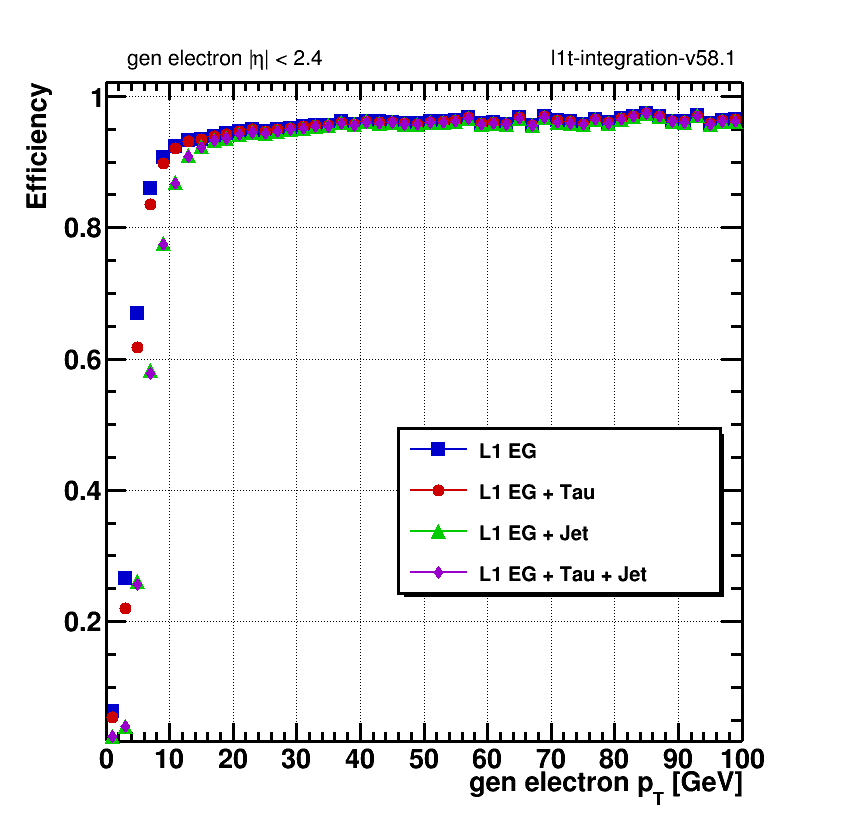 gen electron |η| < 2.4
l1t-integration-v58.1
Efficiency
1
0.8
0.6
0.4
0.2
L1 EG
L1 EG + Tau
L1 EG + Jet
L1 EG + Tau + Jet
0 10 20 30 40 50 60 70 80 90 100
gen electron p_T [GeV]